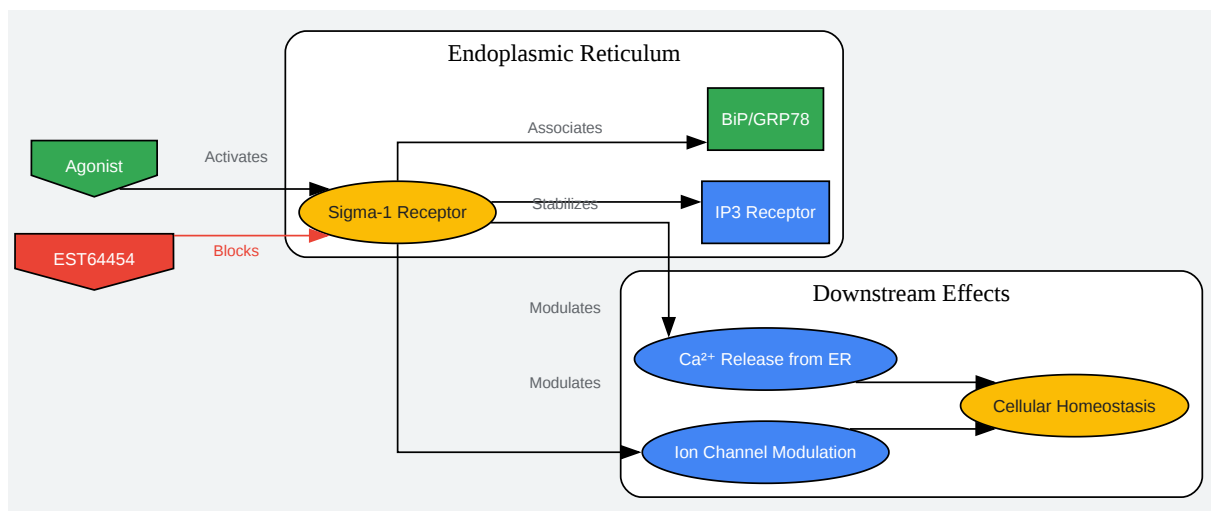 Endoplasmic Reticulum
BiP/GRP78
Associates
Agonist
Activates
Sigma-1 Receptor
Stabilizes
IP3 Receptor
EST64454
Blocks
Downstream Effects
Modulates
Ca²⁺ Release from ER
Modulates
Cellular Homeostasis
Ion Channel Modulation